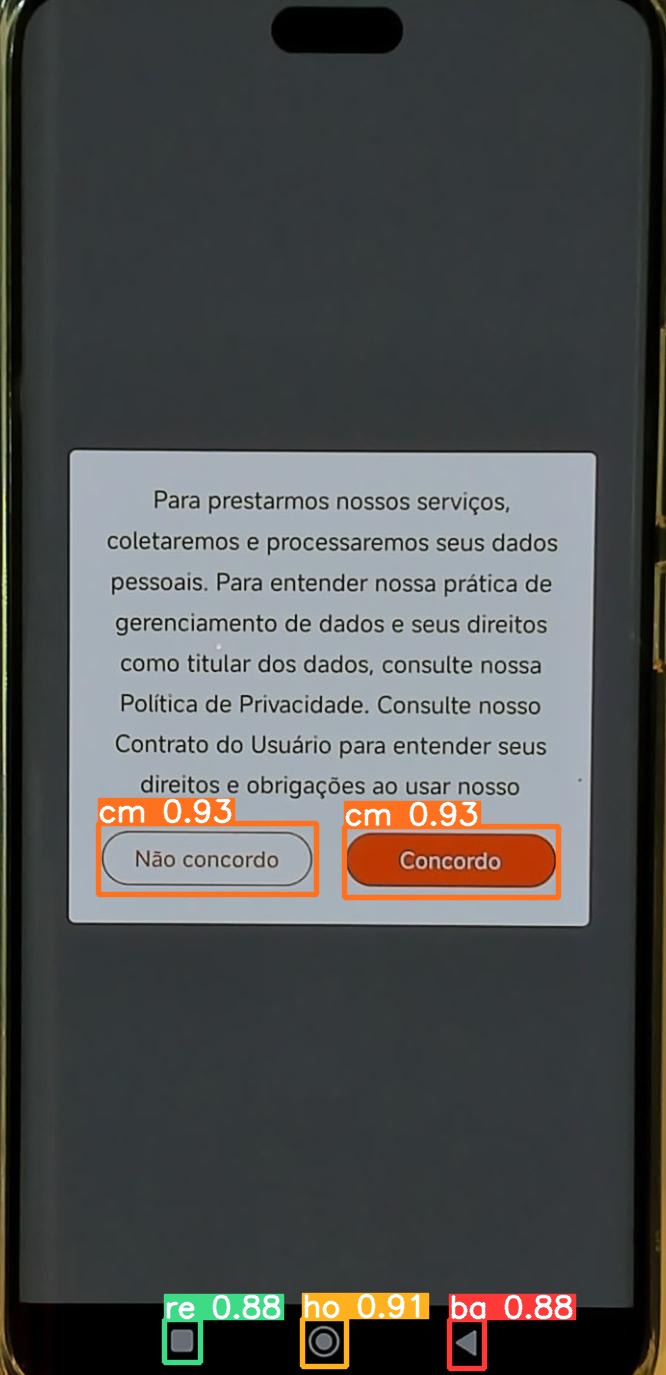 Para prestarmos nossos serviços,
coletaremos e processaremos seus dados
pessoais. Para entender nossa prática de
gerenciamento de dados e seus direitos
como titular dos dados, consulte nossa
Política de Privacidade. Consulte nosso
Contrato do Usuário para entender seus
direitos e obrigações ao usar nosso
cm 0.93 cm 0.93
Não concordo Concordo
re 0.88 ho 0.91 ba 0.88